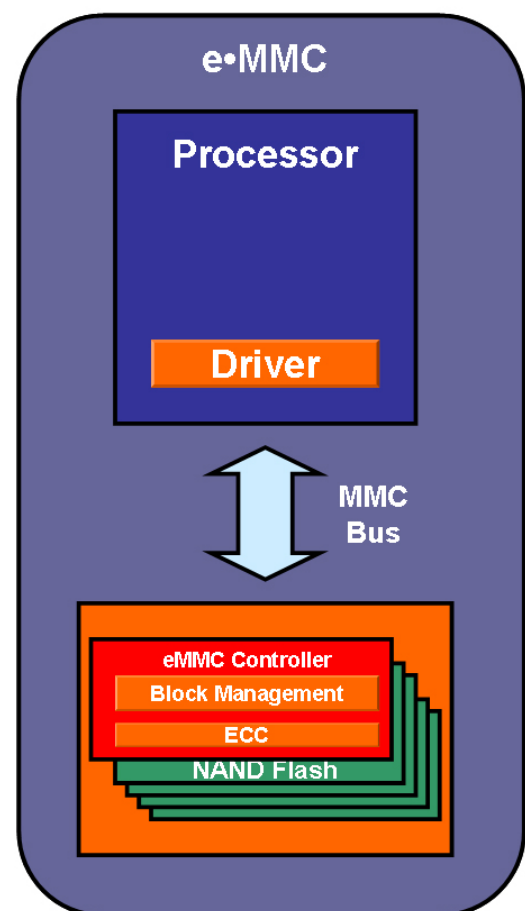 e•MMC
Processor
Driver
MMC
Bus
eMMC Controller
Block Management
ECC
NAND Flash